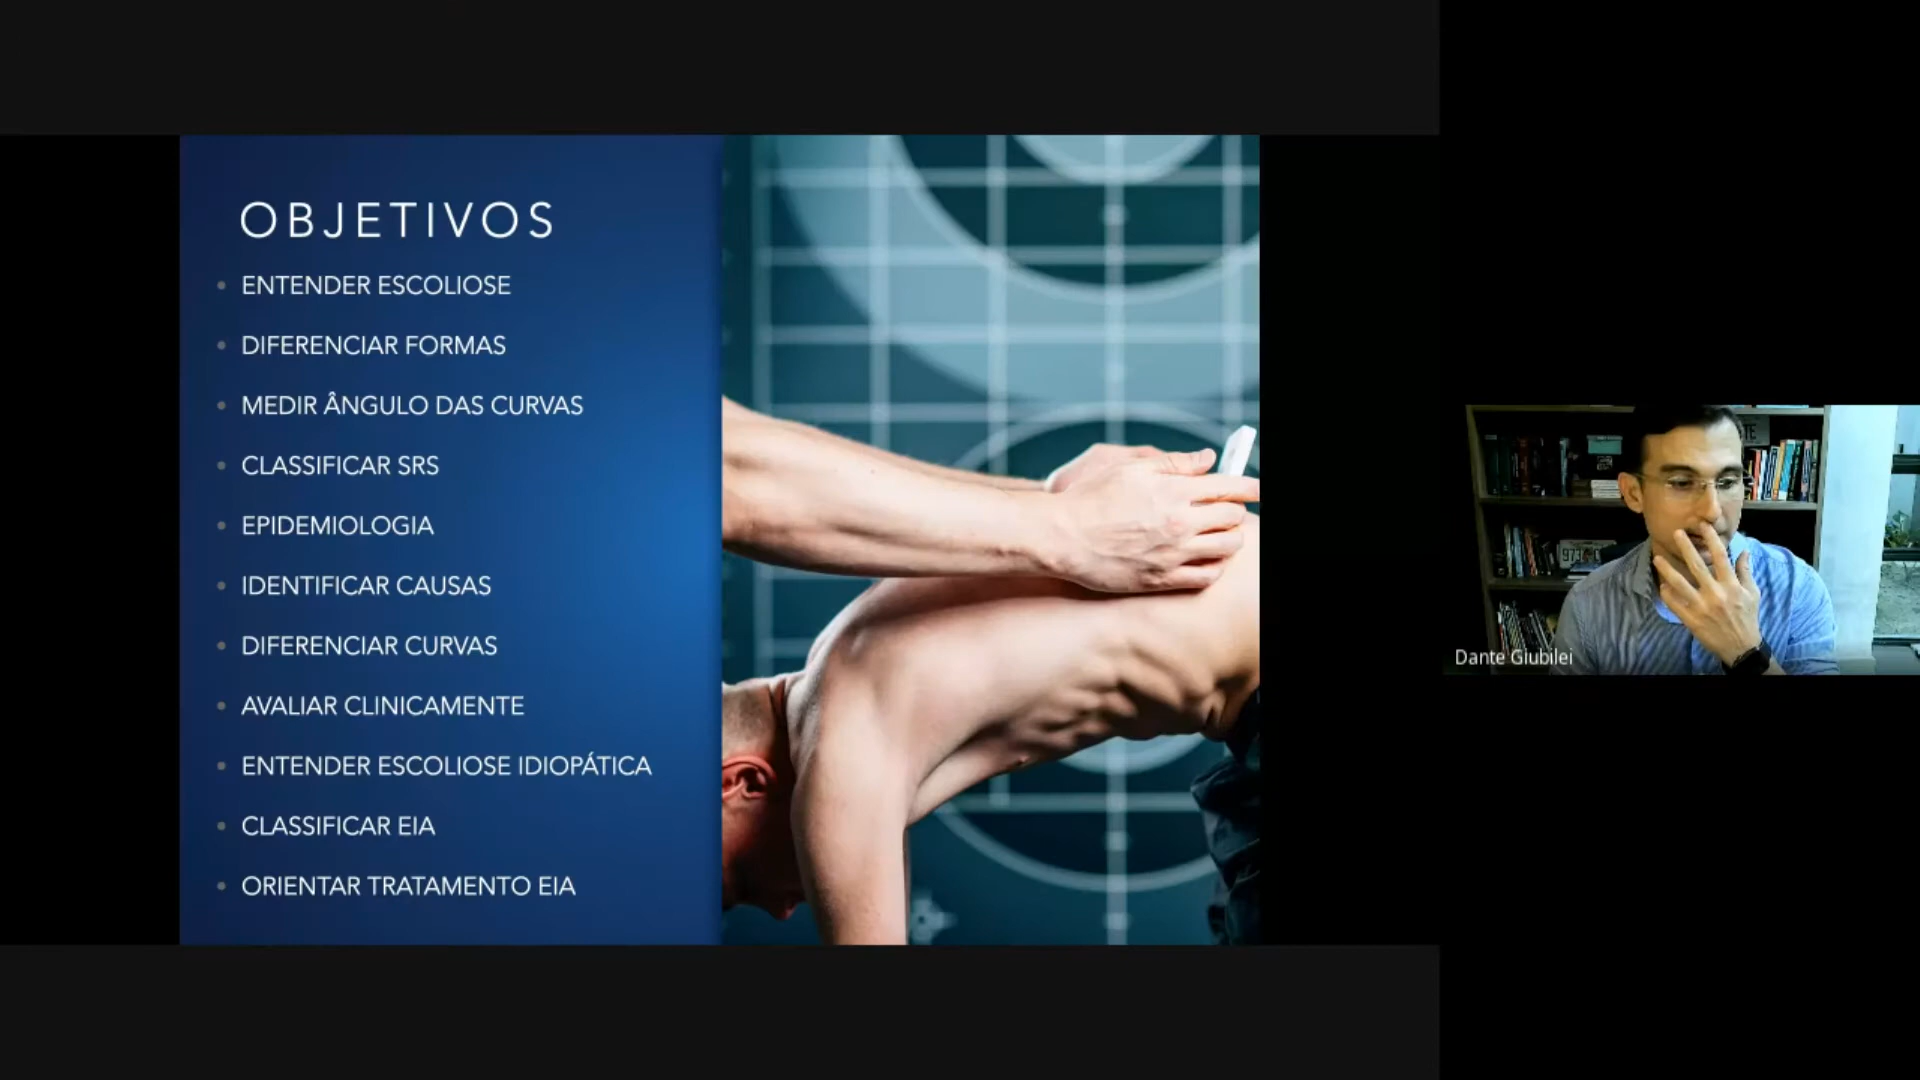 OBJETIVOS
ENTENDER ESCOLIOSE
DIFERENCIAR FORMAS
MEDIR ÂNGULO DAS CURVAS
CLASSIFICAR SRS
EPIDEMIOLOGIA
IDENTIFICAR CAUSAS
DIFERENCIAR CURVAS
AVALIAR CLINICAMENTE
ENTENDER ESCOLIOSE IDIOPÁTICA
CLASSIFICAR EIA
ORIENTAR TRATAMENTO EIA
Dante Giubilei